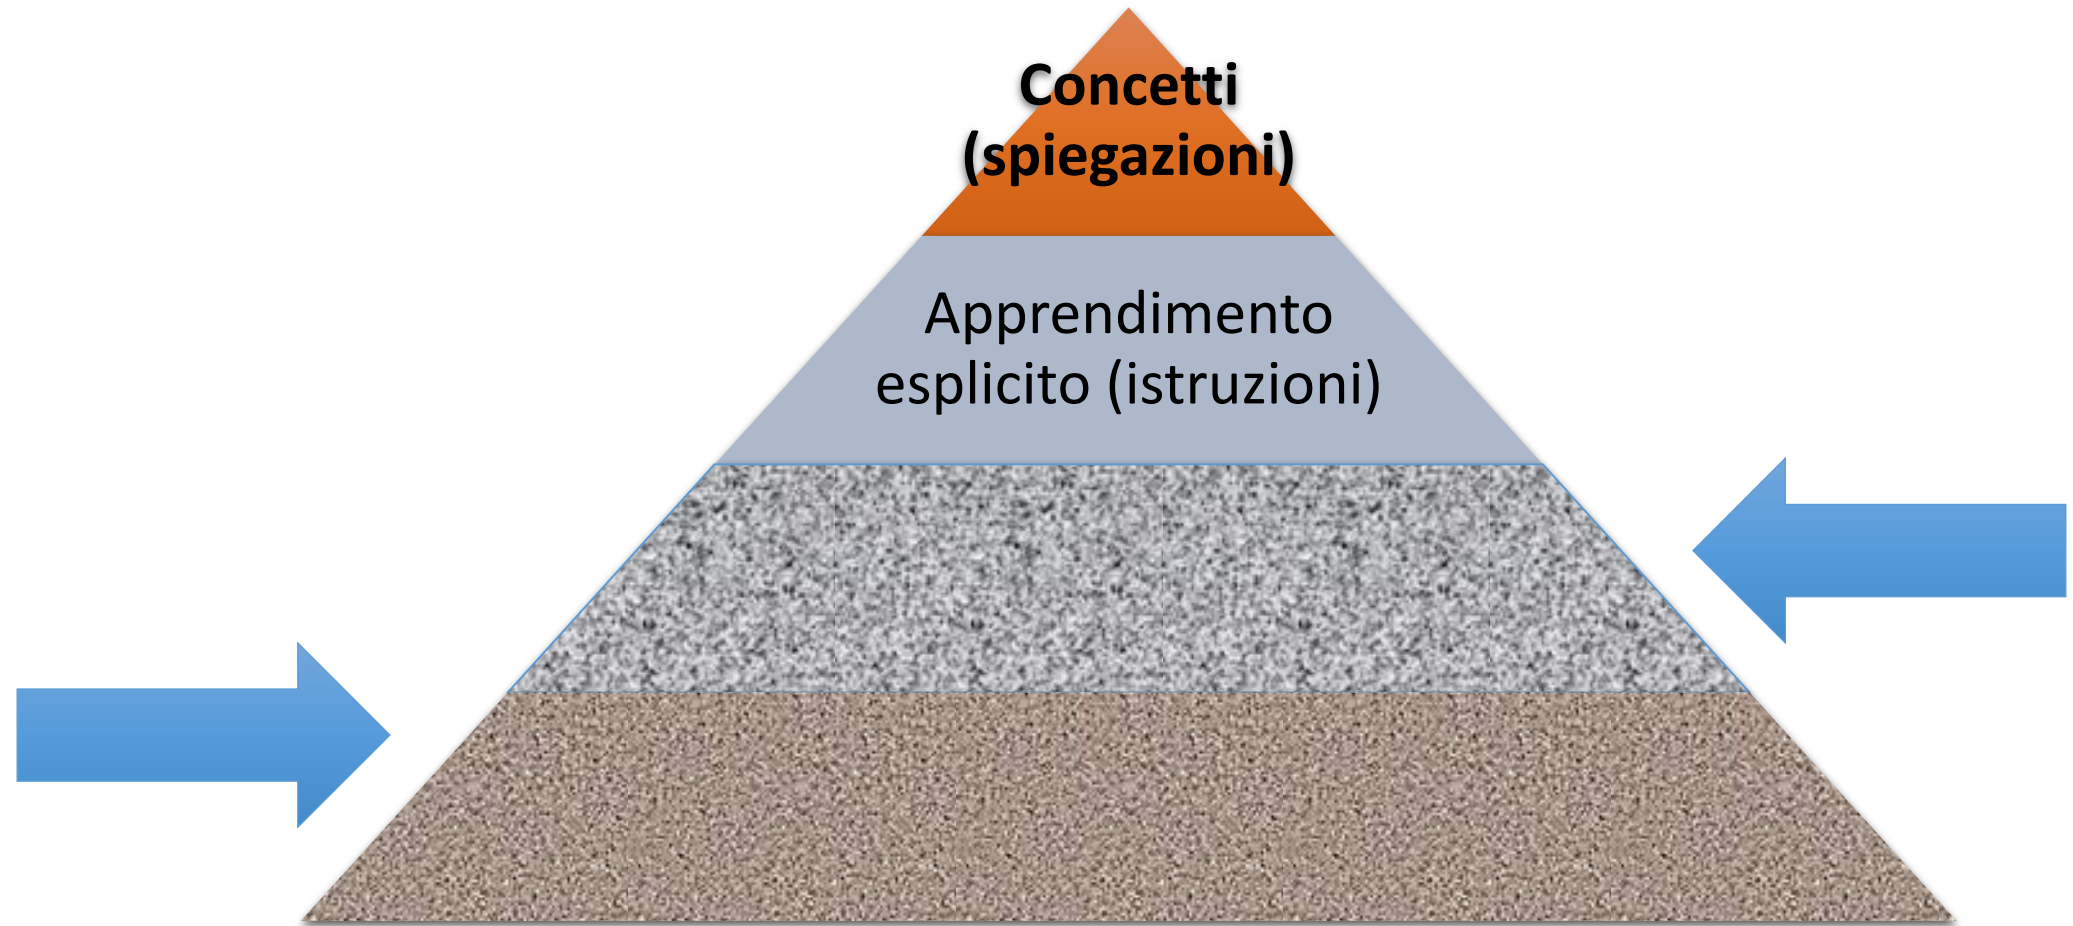 Concetti
(spiegazioni)
Apprendimento
esplicito (istruzioni)